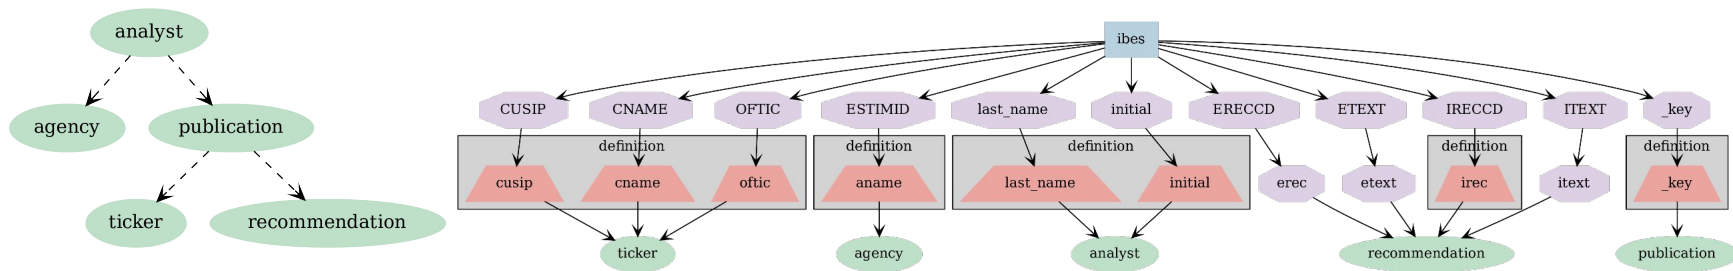 analyst
agency
publication
ticker
recommendation
ibes
CUSIP
CNAME
OFTIC
ESTIMID
last_name
initial
ERECCD
ETEXT
IRECCD
ITEXT
_key
definition
definition
definition
definition
definition
cusip
cname
oftic
aname
last_name
initial
erec
etext
irec
itext
_key
ticker
agency
analyst
recommendation
publication